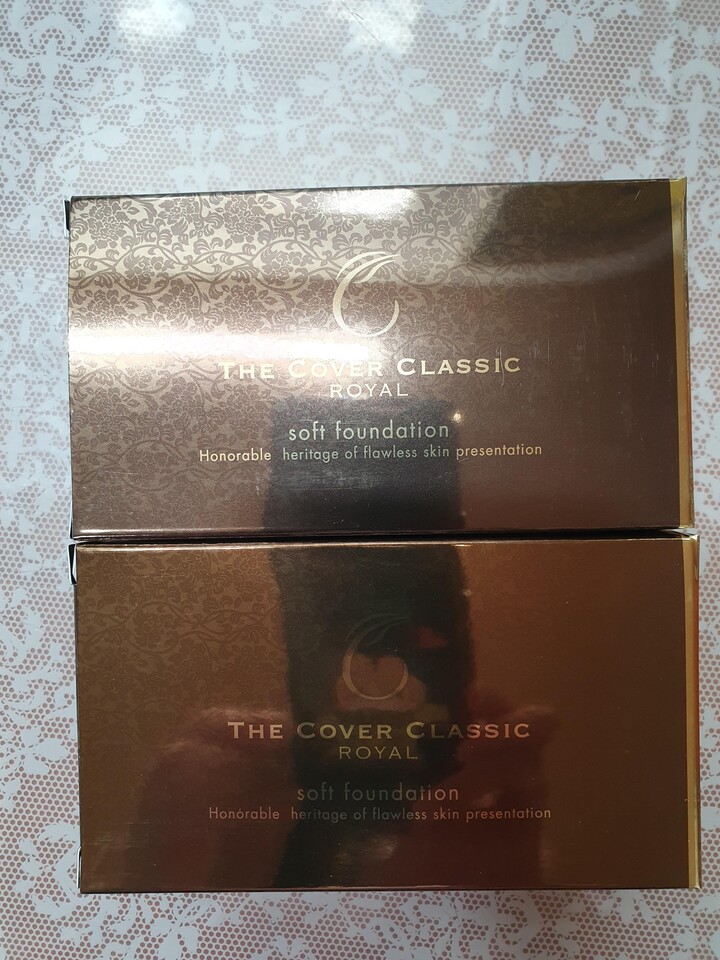 THE COVER CLASSIC
ROYAL
soft foundation
Honorable heritage of flawless skin presentation
THE COVER CLASSIC
ROYAL
soft foundation
Honorable heritage of flawless skin presentation